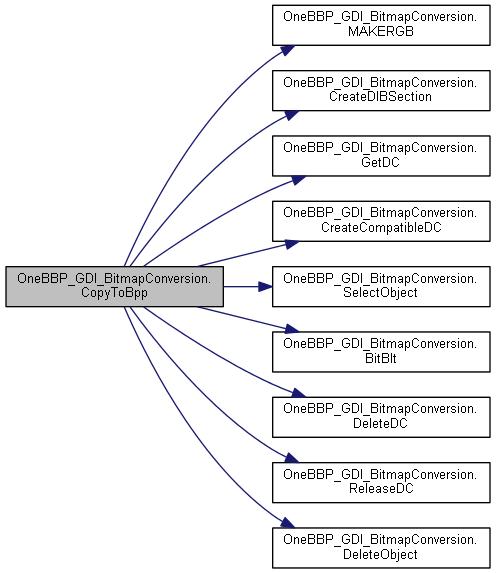 OneBBP_GDI_BitmapConversion.
MAKERGB
OneBBP_GDI_BitmapConversion.
CreateDIBSection
OneBBP_GDI_BitmapConversion.
GetDC
OneBBP_GDI_BitmapConversion.
CreateCompatibleDC
OneBBP_GDI_BitmapConversion.
CopyToBpp
OneBBP_GDI_BitmapConversion.
SelectObject
OneBBP_GDI_BitmapConversion.
BitBlt
OneBBP_GDI_BitmapConversion.
DeleteDC
OneBBP_GDI_BitmapConversion.
ReleaseDC
OneBBP_GDI_BitmapConversion.
DeleteObject